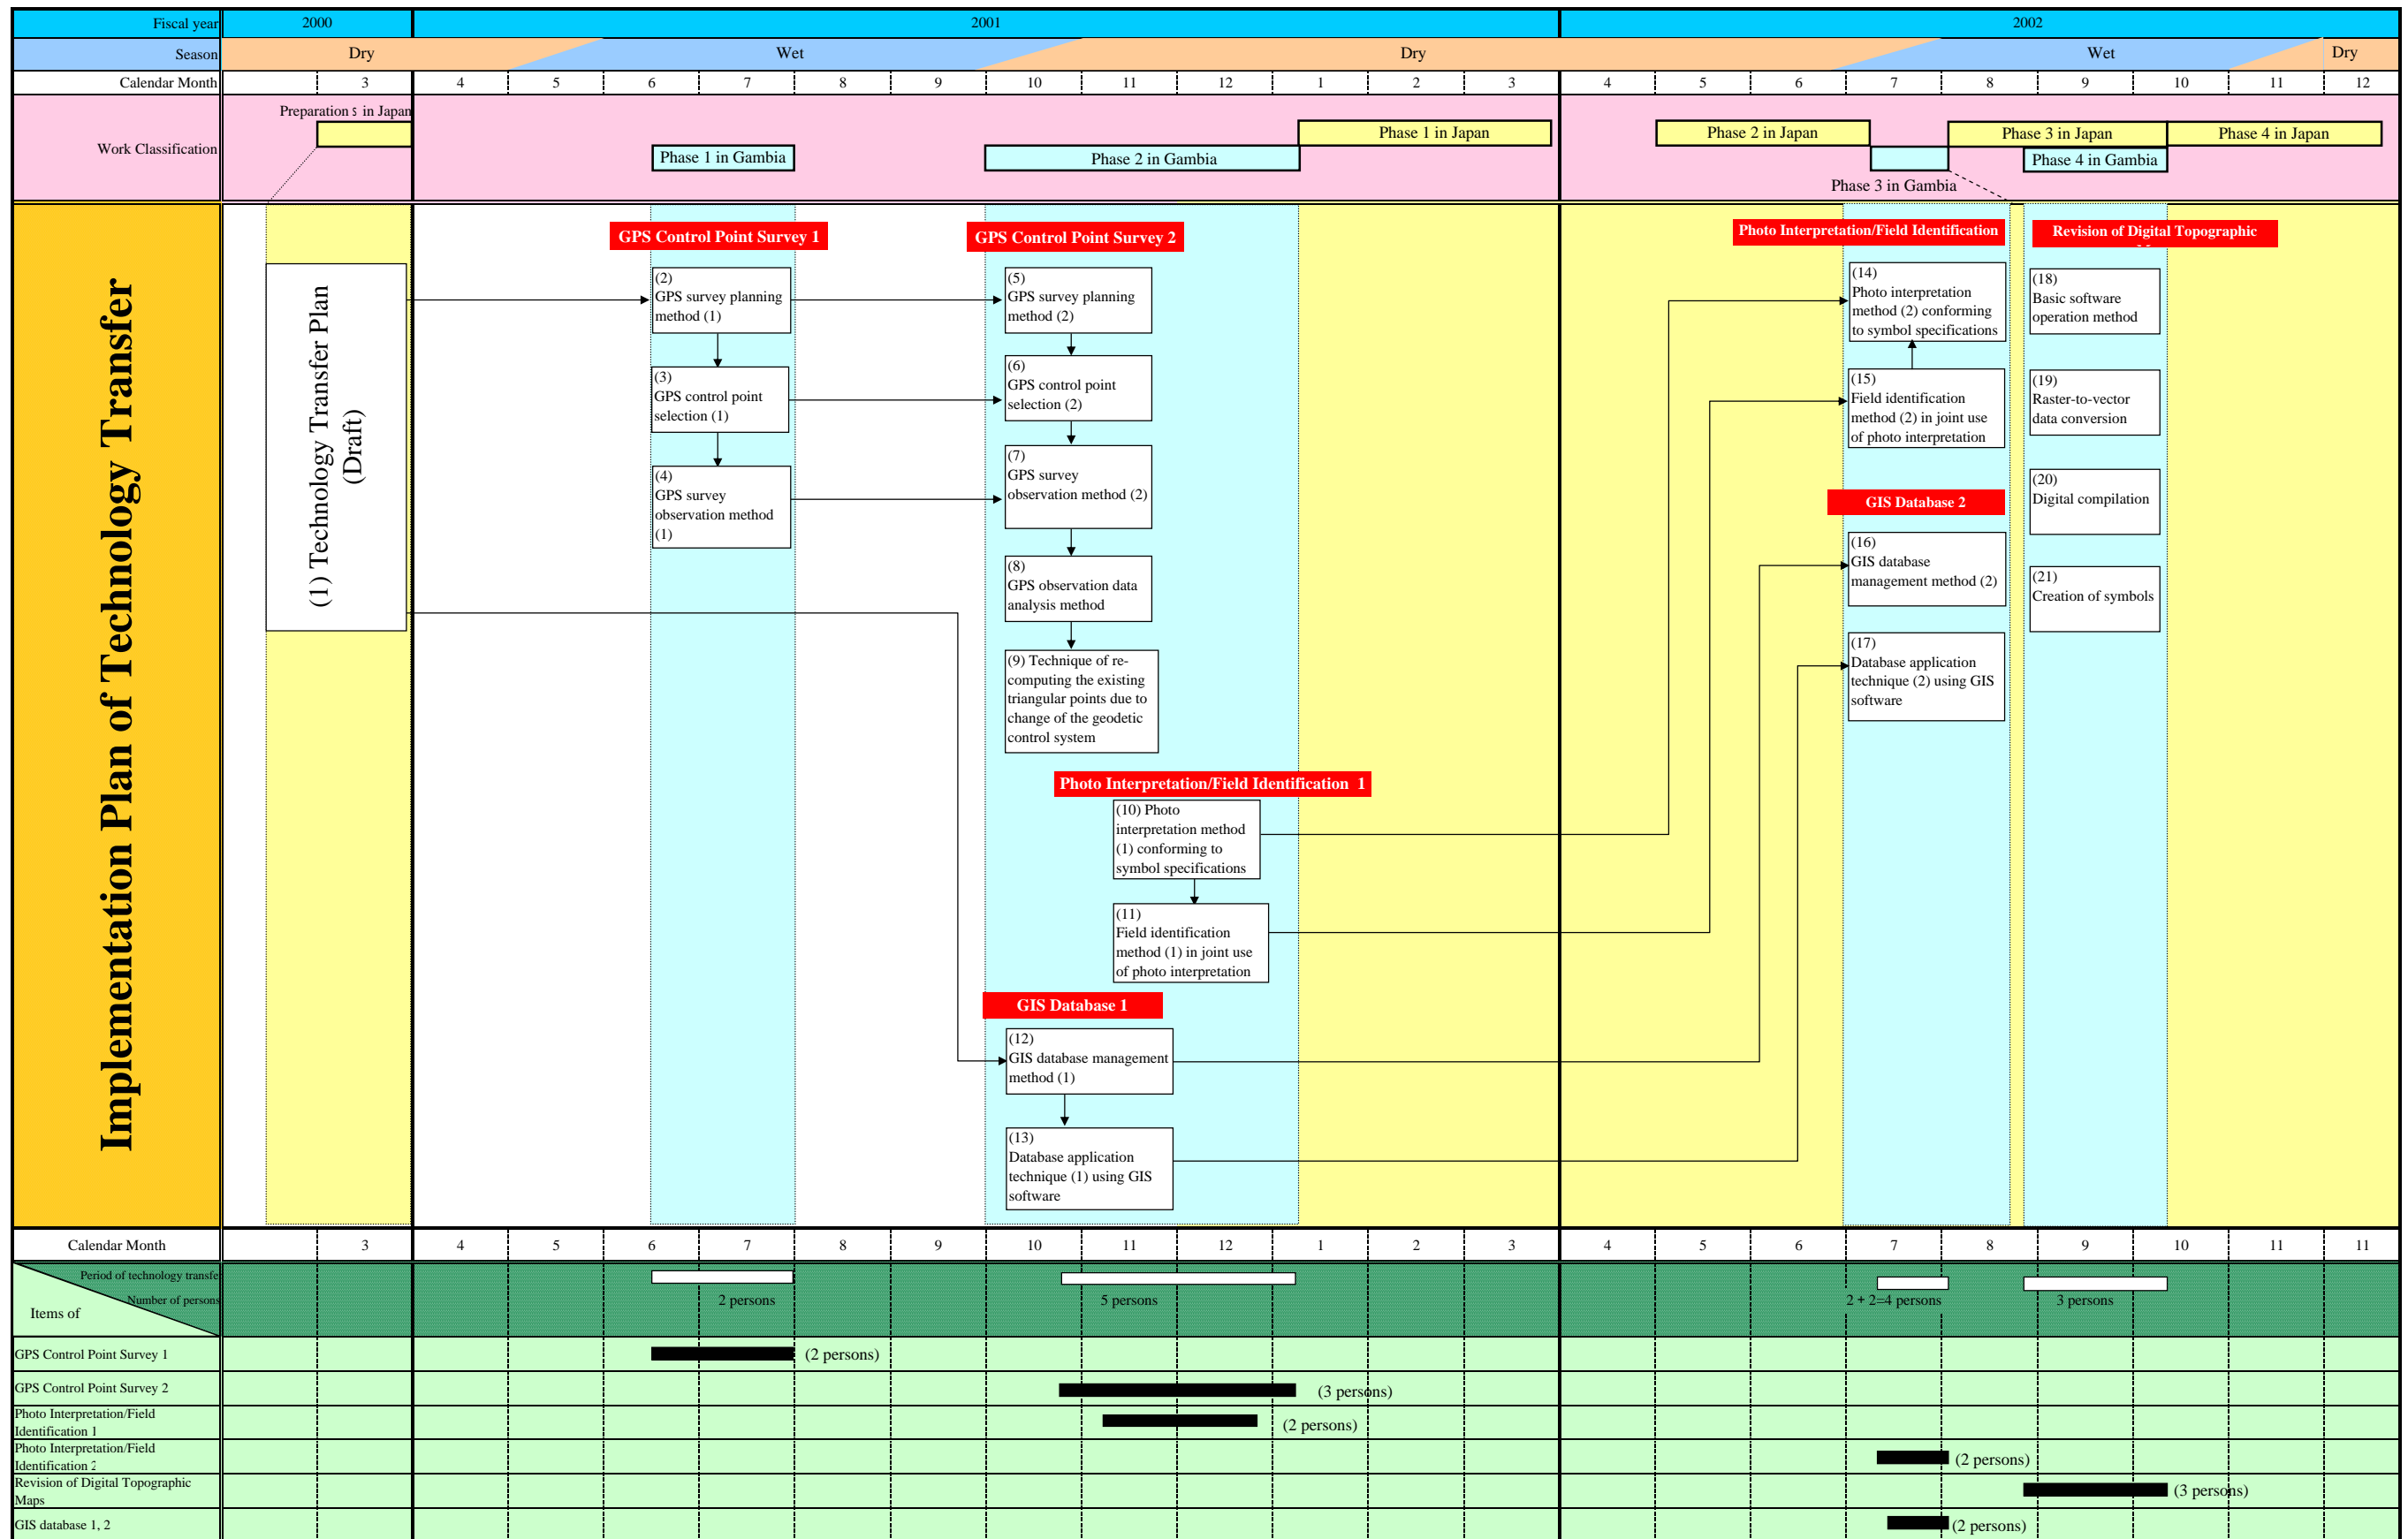 Fiscal year 2000 2001 2002
Season Dry Wet Dry Wet Dry
Calendar Month 3 4 5 6 7 8 9 10 11 12 1 2 3 4 5 6 7 8 9 10 11 12
Work Classification
Preparation s in Japan
Phase 1 in Gambia
Phase 2 in Gambia
Phase 1 in Japan
Phase 2 in Japan
Phase 3 in Japan
Phase 4 in Japan
Phase 4 in Gambia
Phase 3 in Gambia
Implementation Plan of Technology Transfer
(1) Technology Transfer Plan
(Draft)
GPS Control Point Survey 1
(2)
GPS survey planning
method (1)
(3)
GPS control point
selection (1)
(4)
GPS survey
observation method
(1)
GPS Control Point Survey 2
(5)
GPS survey planning
method (2)
(6)
GPS control point
selection (2)
(7)
GPS survey
observation method (2)
(8)
GPS observation data
analysis method
(9) Technique of re-
computing the existing
triangular points due to
change of the geodetic
control system
Photo Interpretation/Field Identification 1
(10) Photo
interpretation method
(1) conforming to
symbol specifications
(11)
Field identification
method (1) in joint use
of photo interpretation
GIS Database 1
(12)
GIS database management
method (1)
(13)
Database application
technique (1) using GIS
software
Photo Interpretation/Field Identification
(14)
Photo interpretation
method (2) conforming
to symbol specifications
(15)
Field identification
method (2) in joint use
of photo interpretation
GIS Database 2
(16)
GIS database
management method (2)
(17)
Database application
technique (2) using GIS
software
Revision of Digital Topographic
(18)
Basic software
operation method
(19)
Raster-to-vector
data conversion
(20)
Digital compilation
(21)
Creation of symbols
Calendar Month 3 4 5 6 7 8 9 10 11 12 1 2 3 4 5 6 7 8 9 10 11 11
Period of technology transfe
Number of persons
Items of
2 persons 5 persons 2 + 2=4 persons 3 persons
GPS Control Point Survey 1 (2 persons)
GPS Control Point Survey 2 (3 persons)
Photo Interpretation/Field
Identification 1 (2 persons)
Photo Interpretation/Field
Identification 2 (2 persons)
Revision of Digital Topographic
Maps (3 persons)
GIS database 1, 2 (2 persons)